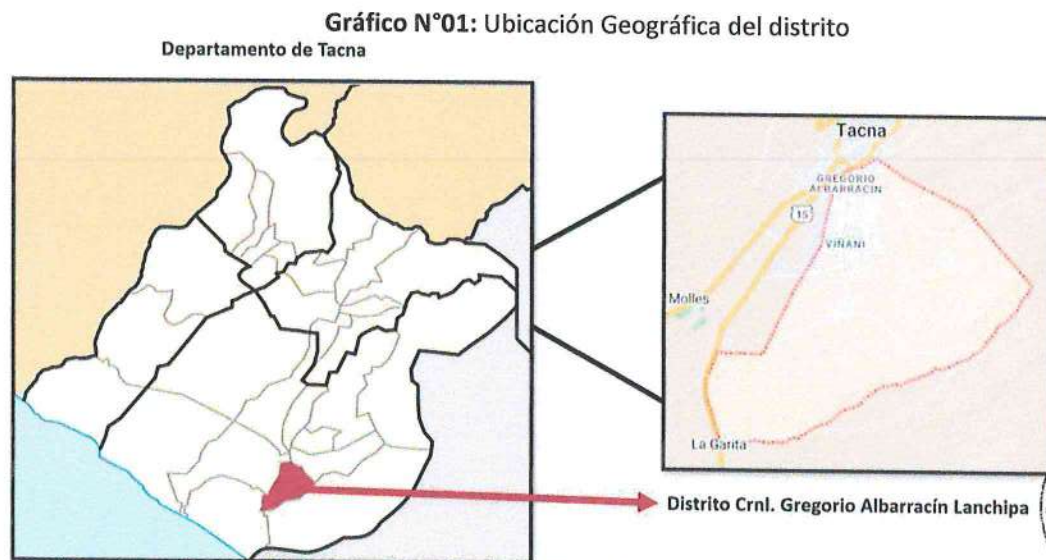 Gráfico N°01: Ubicación Geográfica del distrito
Departamento de Tacna
Tacna
GREGORIO
ALBARRACIN
15
VIÑANI
Molles
La Garita
Distrito Crnl. Gregorio Albarracín Lanchipa